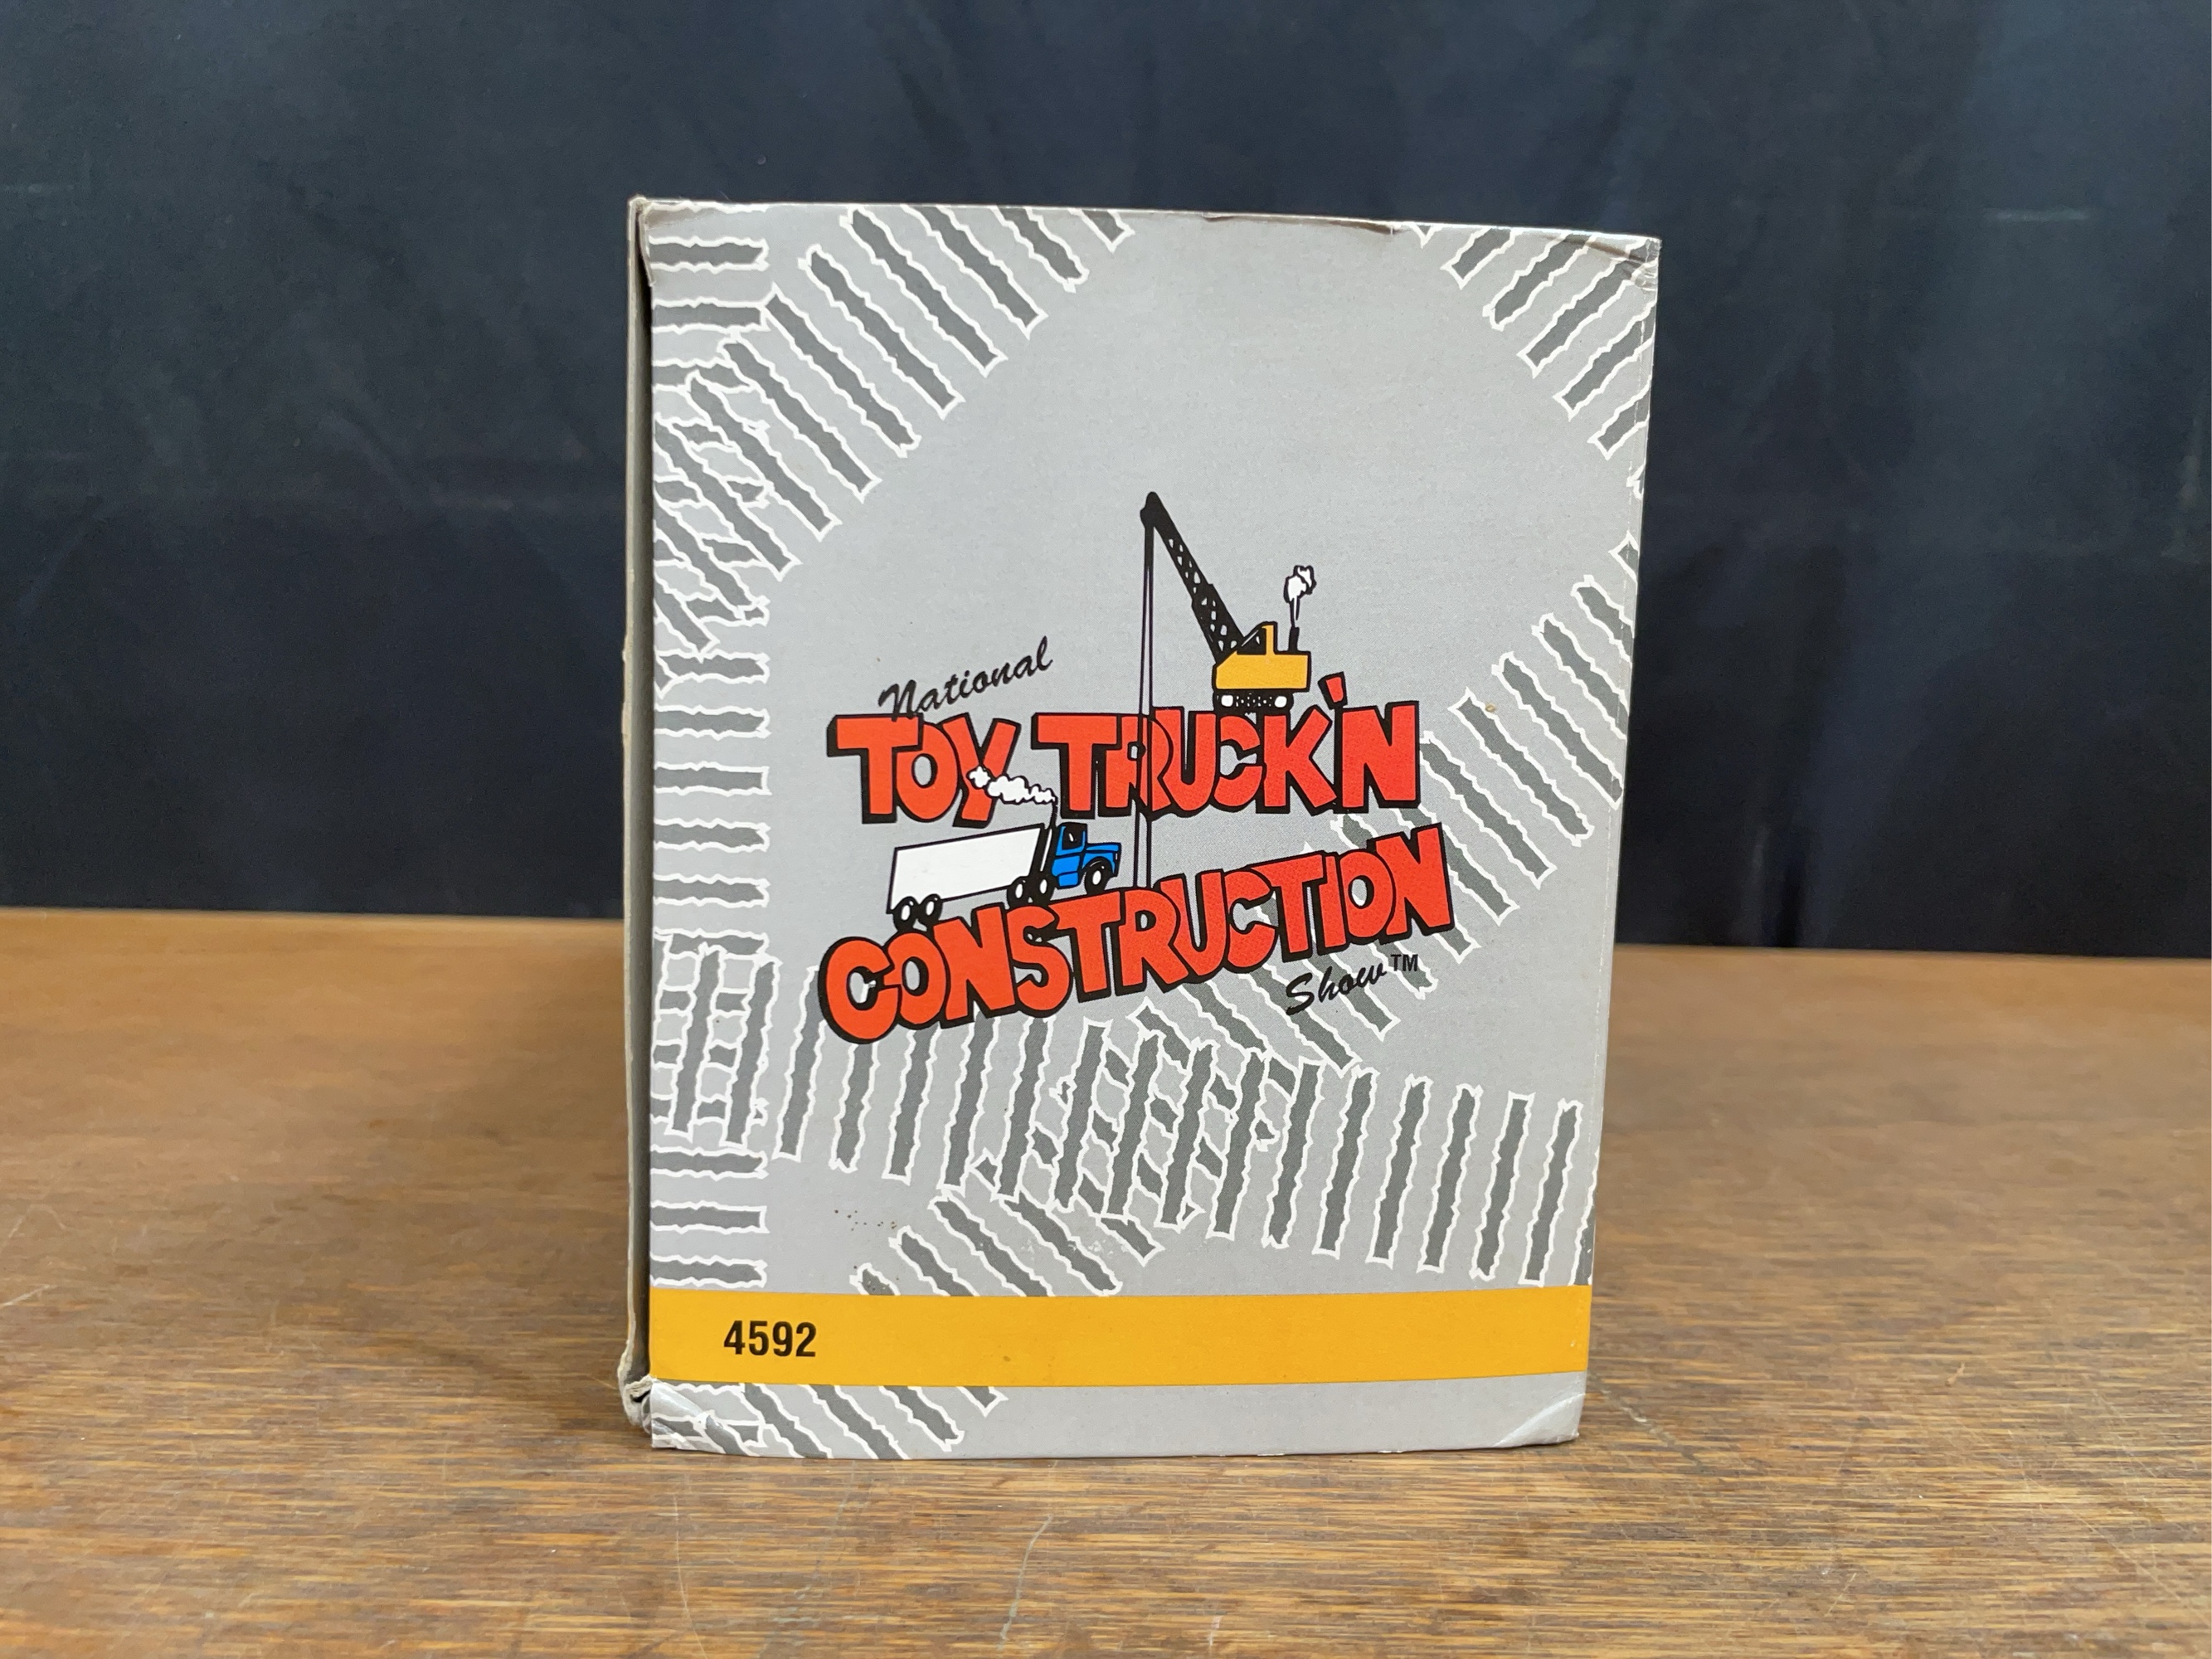 National
TOY TRUCK'N
CONSTRUCTION
Show™
4592